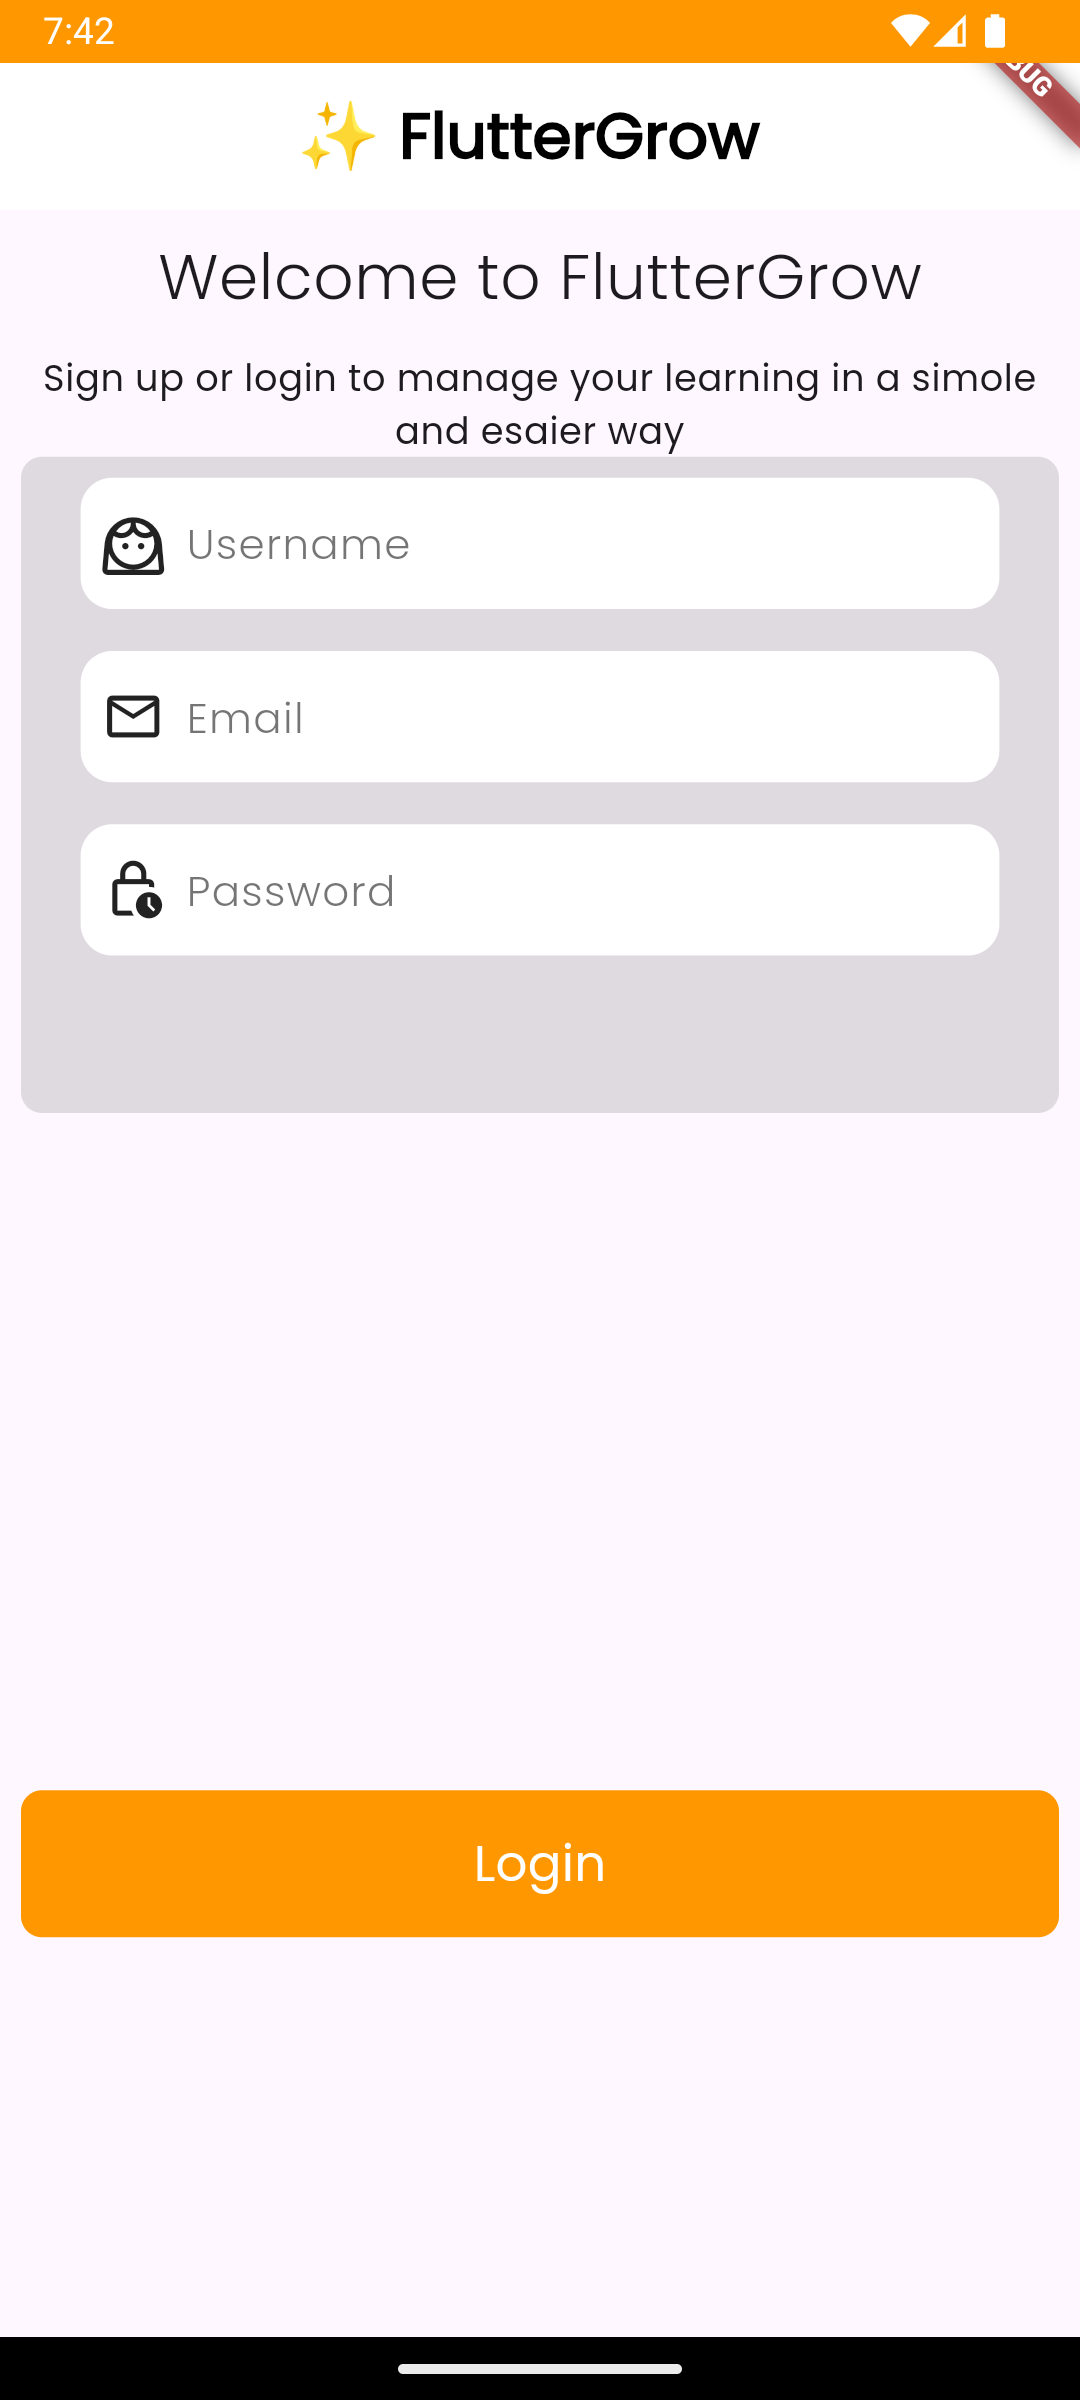 7:42
✨ FlutterGrow
Welcome to FlutterGrow
Sign up or login to manage your learning in a simole
and esaier way
Username
Email
Password
Login